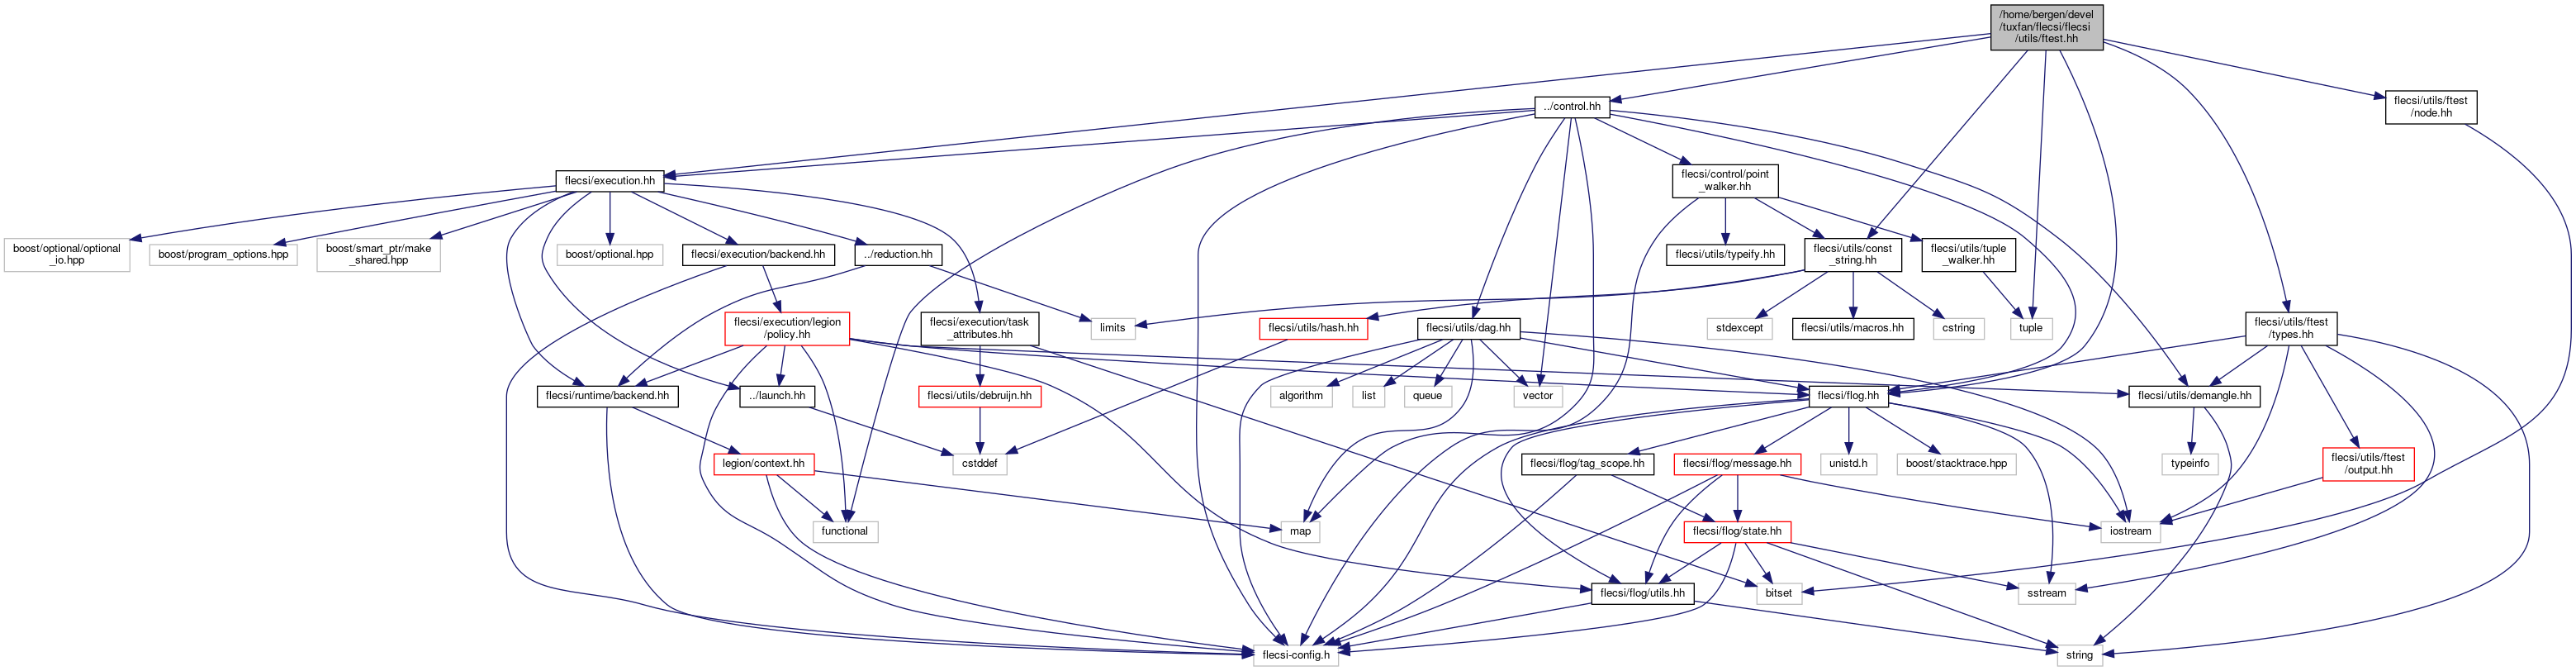 /home/bergen/devel
/tuxfan/flecsi/flecsi
/utils/ftest.hh
../control.hh
flecsi/utils/ftest
/node.hh
flecsi/execution.hh
flecsi/control/point
_walker.hh
boost/optional/optional
_io.hpp
boost/program_options.hpp
boost/smart_ptr/make
_shared.hpp
boost/optional.hpp
flecsi/execution/backend.hh
../reduction.hh
flecsi/utils/typeify.hh
flecsi/utils/const
_string.hh
flecsi/utils/tuple
_walker.hh
flecsi/execution/legion
/policy.hh
flecsi/execution/task
_attributes.hh
limits
flecsi/utils/hash.hh
flecsi/utils/dag.hh
stdexcept
flecsi/utils/macros.hh
cstring
tuple
flecsi/utils/ftest
/types.hh
flecsi/runtime/backend.hh
../launch.hh
flecsi/utils/debruijn.hh
algorithm
list
queue
vector
flecsi/flog.hh
flecsi/utils/demangle.hh
legion/context.hh
cstddef
flecsi/flog/tag_scope.hh
flecsi/flog/message.hh
unistd.h
boost/stacktrace.hpp
typeinfo
flecsi/utils/ftest
/output.hh
functional
map
flecsi/flog/state.hh
iostream
flecsi/flog/utils.hh
bitset
sstream
flecsi-config.h
string